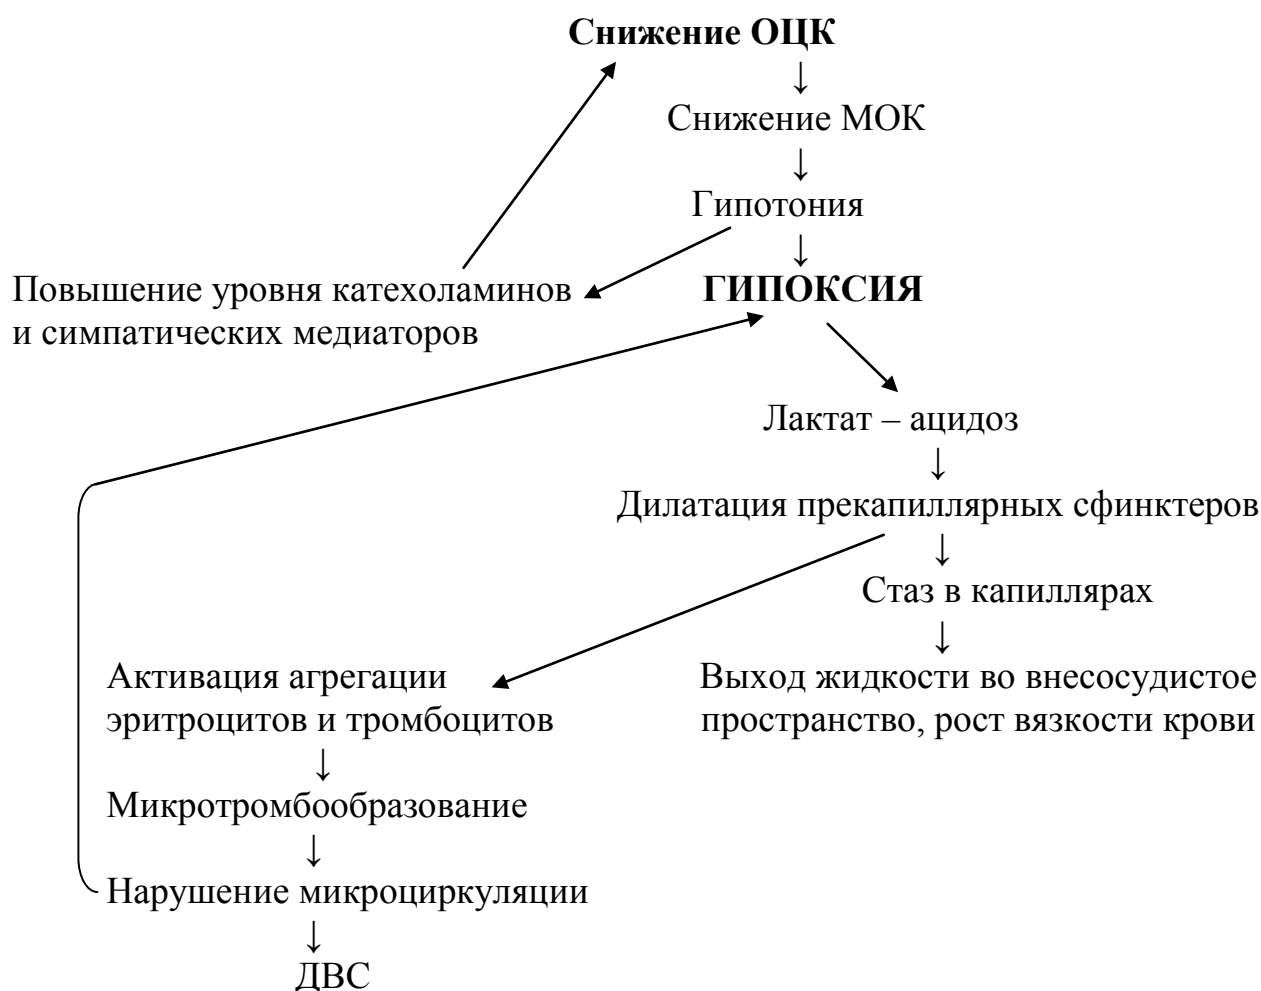 Снижение ОЦК
↓
Снижение МОК
↓
Гипотония
↓
Повышение уровня катехоламинов
и симпатических медиаторов
ГИПОКСИЯ
Лактат – ацидоз
↓
Дилатация прекапиллярных сфинктеров
↓
Стаз в капиллярах
↓
Выход жидкости во внесосудистое
пространство, рост вязкости крови
Активация агрегации
эритроцитов и тромбоцитов
↓
Микротромбообразование
↓
Нарушение микроциркуляции
↓
ДВС